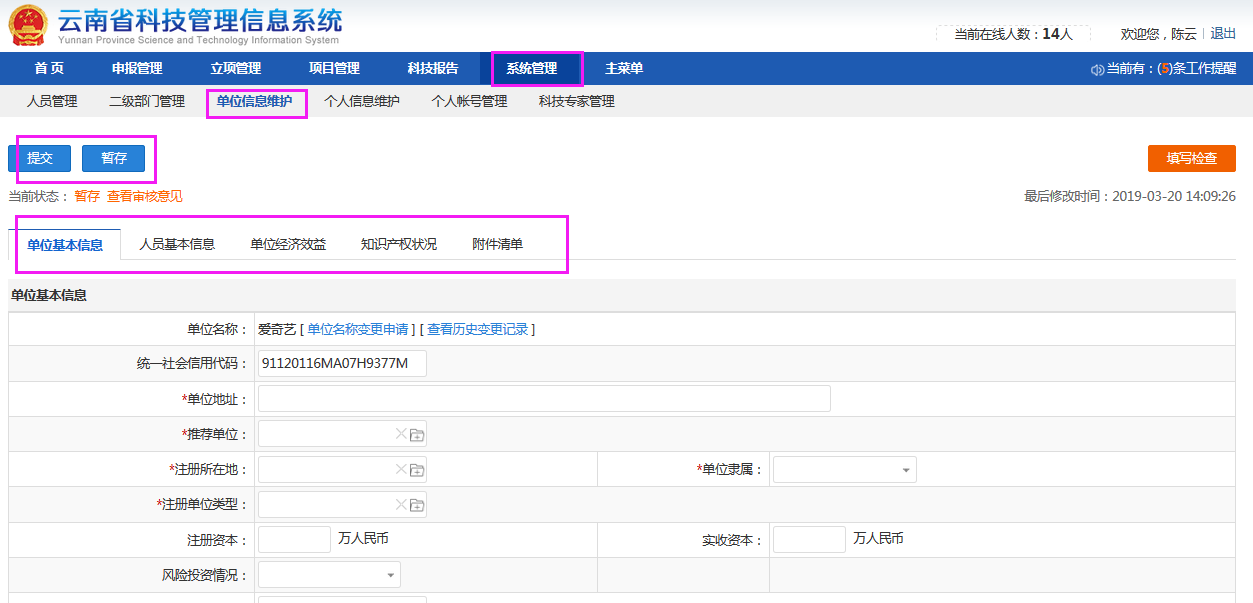 云南省科技管理信息系统
Yunnan Province Science and Technology Information System
当前在线人数：14人 欢迎您，陈云 | 退出
首 页 申报管理 立项管理 项目管理 科技报告 系统管理 主菜单 当前有：(5)条工作提醒
人员管理 二级部门管理 单位信息维护 个人信息维护 个人帐号管理 科技专家管理
提交 暂存 填写检查
当前状态： 暂存 查看审核意见 最后修改时间：2019-03-20 14:09:26
单位基本信息 人员基本信息 单位经济效益 知识产权状况 附件清单
单位基本信息
单位名称： 爱奇艺 [ 单位名称变更申请 ] [ 查看历史变更记录 ]
统一社会信用代码： 91120116MA07H9377M
*单位地址：
*推荐单位：
*注册所在地： *单位隶属：
*注册单位类型：
注册资本： 万人民币 实收资本： 万人民币
风险投资情况：